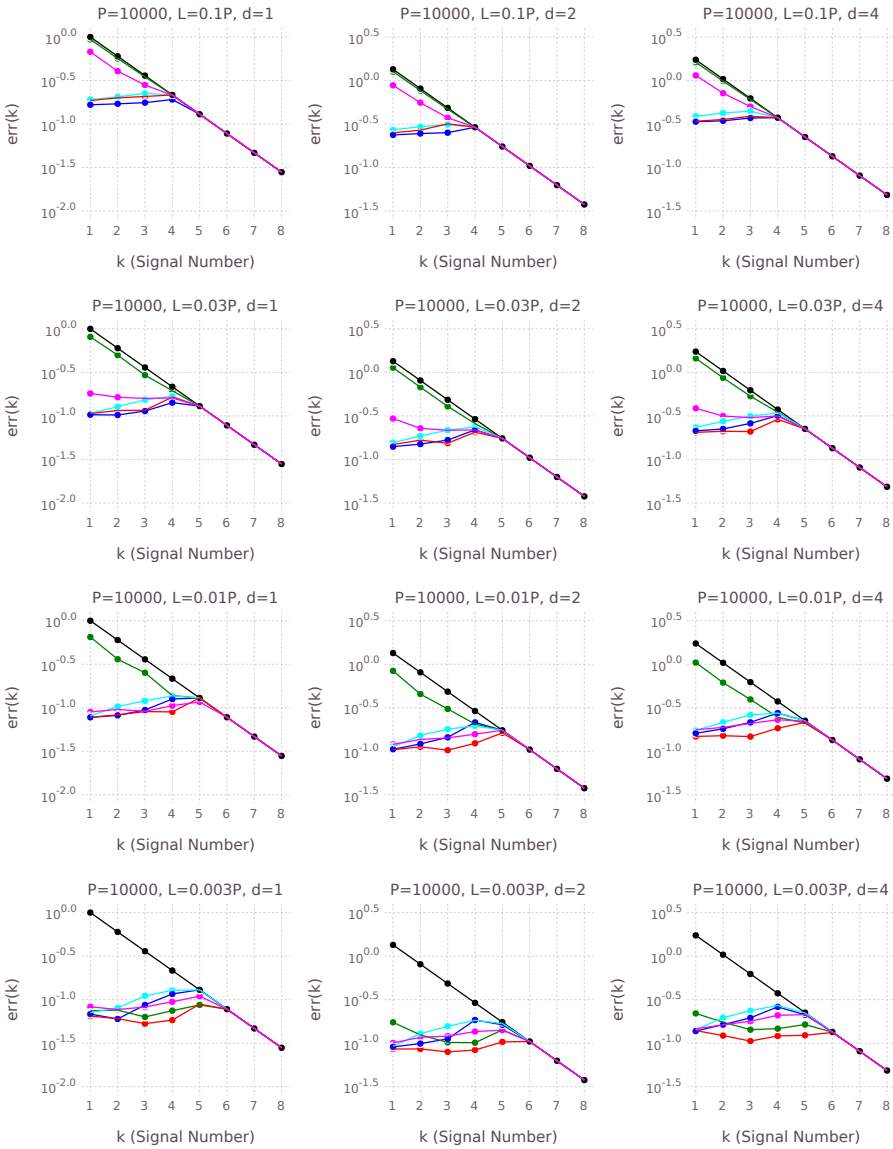 P=10000, L=0.1P, d=1
P=10000, L=0.1P, d=2
P=10000, L=0.1P, d=4
err(k)
10^0.0
10^-0.5
10^-1.0
10^-1.5
10^-2.0
1 2 3 4 5 6 7 8
k (Signal Number)
err(k)
10^0.5
10^0.0
10^-0.5
10^-1.0
10^-1.5
1 2 3 4 5 6 7 8
k (Signal Number)
err(k)
10^0.5
10^0.0
10^-0.5
10^-1.0
10^-1.5
1 2 3 4 5 6 7 8
k (Signal Number)
P=10000, L=0.03P, d=1
P=10000, L=0.03P, d=2
P=10000, L=0.03P, d=4
err(k)
10^0.0
10^-0.5
10^-1.0
10^-1.5
10^-2.0
1 2 3 4 5 6 7 8
k (Signal Number)
err(k)
10^0.5
10^0.0
10^-0.5
10^-1.0
10^-1.5
1 2 3 4 5 6 7 8
k (Signal Number)
err(k)
10^0.5
10^0.0
10^-0.5
10^-1.0
10^-1.5
1 2 3 4 5 6 7 8
k (Signal Number)
P=10000, L=0.01P, d=1
P=10000, L=0.01P, d=2
P=10000, L=0.01P, d=4
err(k)
10^0.0
10^-0.5
10^-1.0
10^-1.5
10^-2.0
1 2 3 4 5 6 7 8
k (Signal Number)
err(k)
10^0.5
10^0.0
10^-0.5
10^-1.0
10^-1.5
1 2 3 4 5 6 7 8
k (Signal Number)
err(k)
10^0.5
10^0.0
10^-0.5
10^-1.0
10^-1.5
1 2 3 4 5 6 7 8
k (Signal Number)
P=10000, L=0.003P, d=1
P=10000, L=0.003P, d=2
P=10000, L=0.003P, d=4
err(k)
10^0.0
10^-0.5
10^-1.0
10^-1.5
10^-2.0
1 2 3 4 5 6 7 8
k (Signal Number)
err(k)
10^0.5
10^0.0
10^-0.5
10^-1.0
10^-1.5
1 2 3 4 5 6 7 8
k (Signal Number)
err(k)
10^0.5
10^0.0
10^-0.5
10^-1.0
10^-1.5
1 2 3 4 5 6 7 8
k (Signal Number)